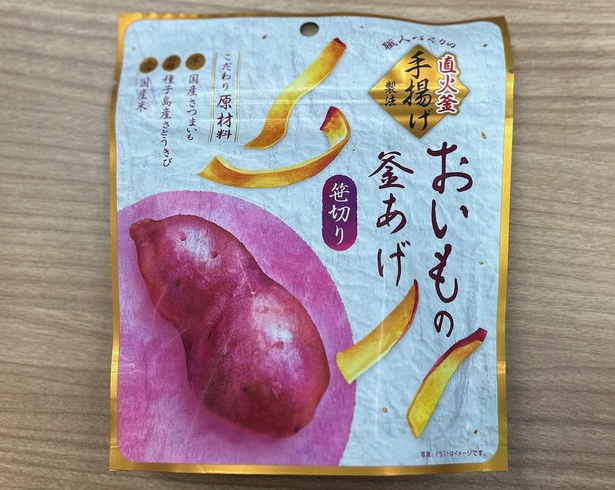 職人づくりの
直火釜
手揚げ
製法
おいもの
釜あげ
笹切り
こだわり原材料
国産さつまいも
種子島産さとうきび
国産米
写真・イラストはイメージです。